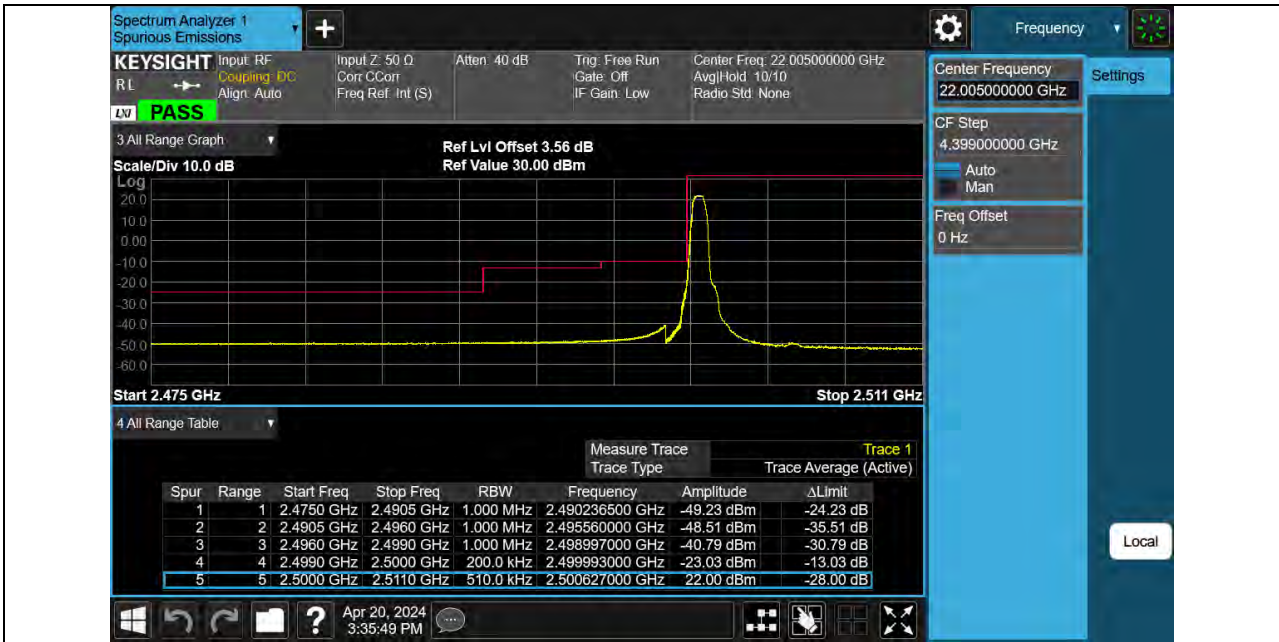 Spectrum Analyzer 1
Spurious Emissions
Frequency
KEYSIGHT
RL
LXI
PASS
Input: RF
Coupling: DC
Align: Auto
Input Z: 50 Ω
Corr CCorr
Freq Ref: Int (S)
Atten: 40 dB
Trig: Free Run
Gate: Off
IF Gain: Low
Center Freq: 22.005000000 GHz
Avg|Hold: 10/10
Radio Std: None
Center Frequency
22.005000000 GHz
Settings
CF Step
4.399000000 GHz
Auto
Man
Freq Offset
0 Hz
Local
3 All Range Graph
Scale/Div 10.0 dB
Ref Lvl Offset 3.56 dB
Ref Value 30.00 dBm
Log
20.0
10.0
0.00
-10.0
-20.0
-30.0
-40.0
-50.0
-60.0
Start 2.475 GHz Stop 2.511 GHz
4 All Range Table
Measure Trace Trace 1
Trace Type Trace Average (Active)
Spur Range Start Freq Stop Freq RBW Frequency Amplitude ΔLimit
1 1 2.4750 GHz 2.4905 GHz 1.000 MHz 2.490236500 GHz -49.23 dBm -24.23 dB
2 2 2.4905 GHz 2.4960 GHz 1.000 MHz 2.495560000 GHz -48.51 dBm -35.51 dB
3 3 2.4960 GHz 2.4990 GHz 1.000 MHz 2.498997000 GHz -40.79 dBm -30.79 dB
4 4 2.4990 GHz 2.5000 GHz 200.0 kHz 2.499993000 GHz -23.03 dBm -13.03 dB
5 5 2.5000 GHz 2.5110 GHz 510.0 kHz 2.500627000 GHz 22.00 dBm -28.00 dB
Apr 20, 2024
3:35:49 PM